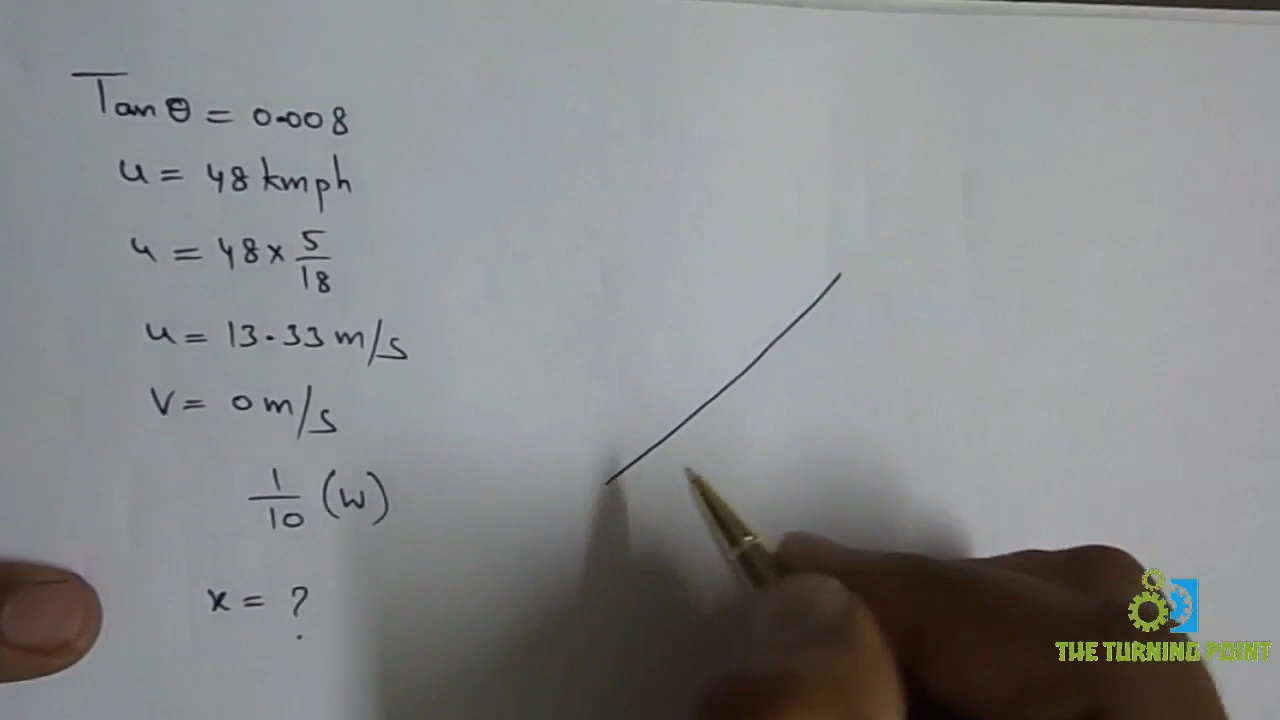 Tan θ = 0.008
u = 48 kmph
u = 48 x 5/18
u = 13.33 m/s
V = 0 m/s
1/10 (W)
x = ?
THE TURNING POINT